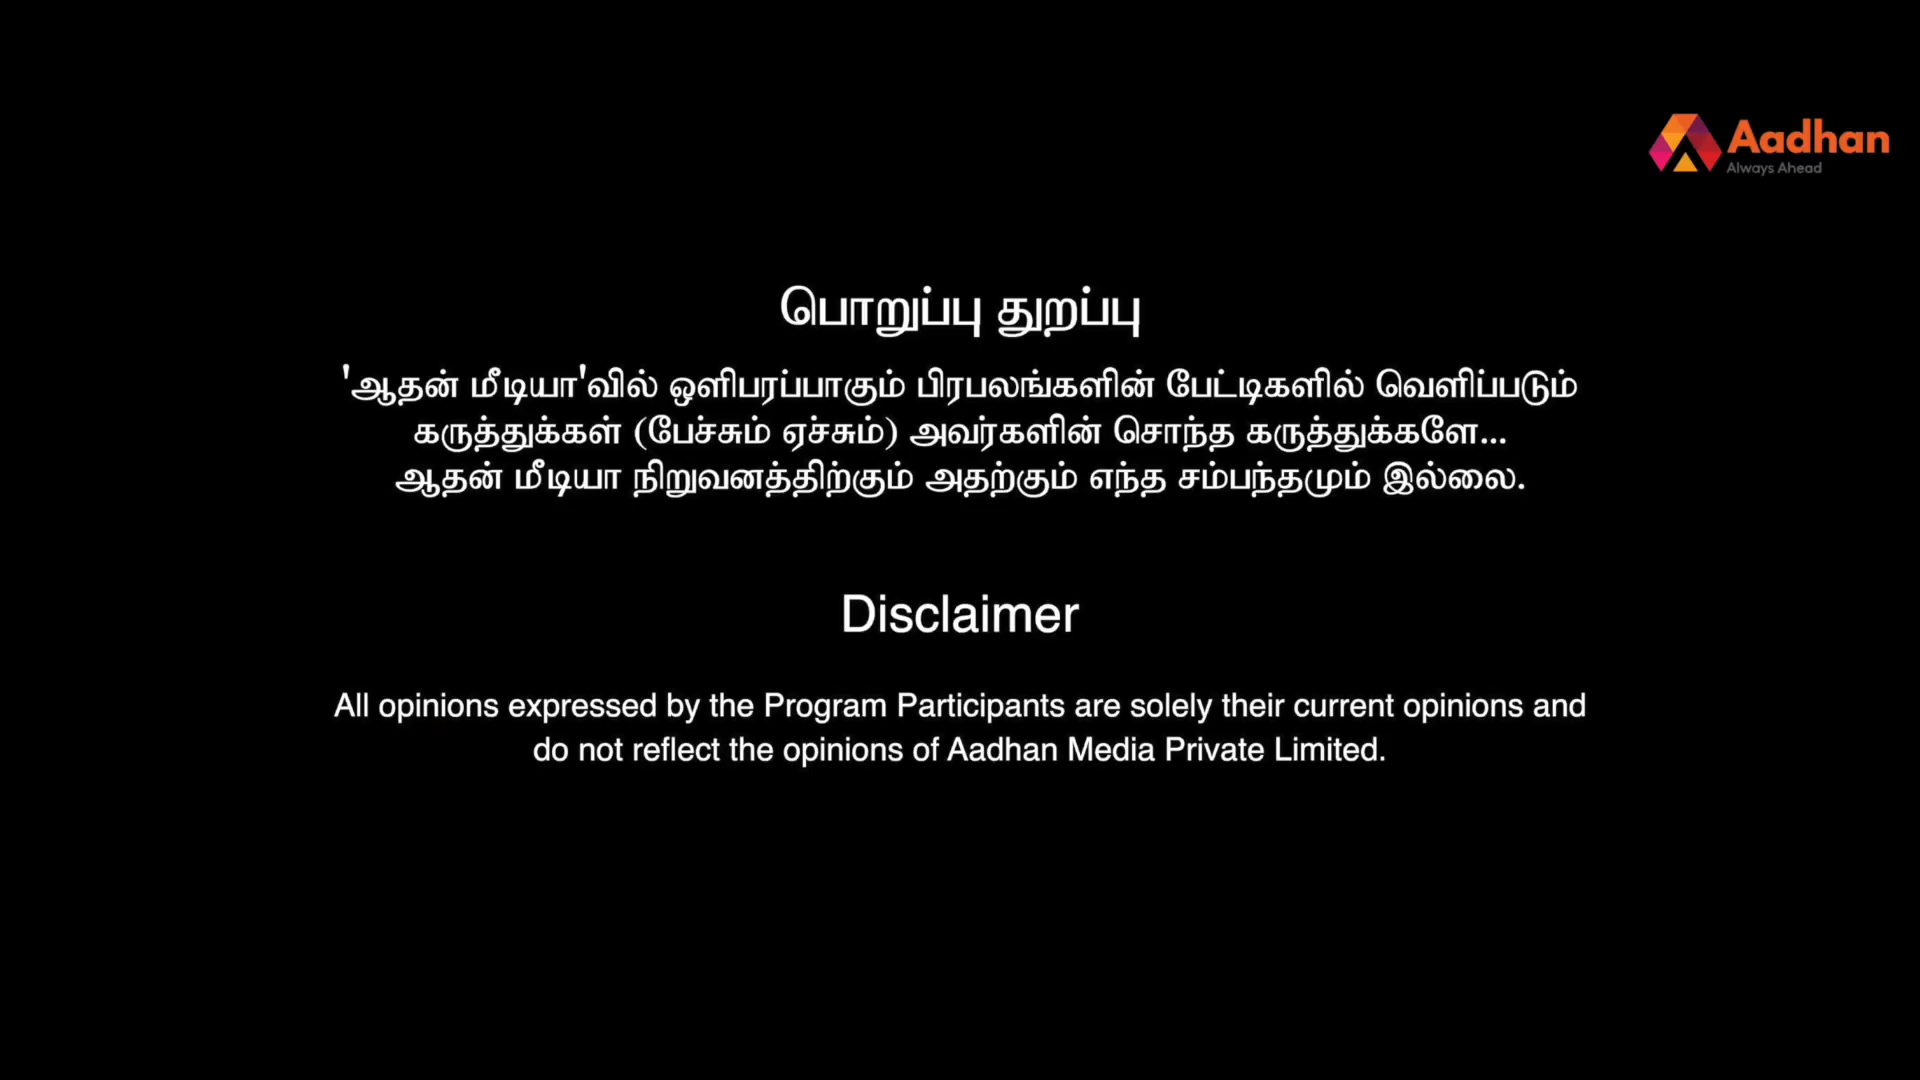 Aadhan
Always Ahead
பொறுப்பு துறப்பு
'ஆதன் மீடியா'வில் ஒளிபரப்பாகும் பிரபலங்களின் பேட்டிகளில் வெளிப்படும்
கருத்துக்கள் (பேச்சும் ஏச்சும்) அவர்களின் சொந்த கருத்துக்களே...
ஆதன் மீடியா நிறுவனத்திற்கும் அதற்கும் எந்த சம்பந்தமும் இல்லை.
Disclaimer
All opinions expressed by the Program Participants are solely their current opinions and
do not reflect the opinions of Aadhan Media Private Limited.